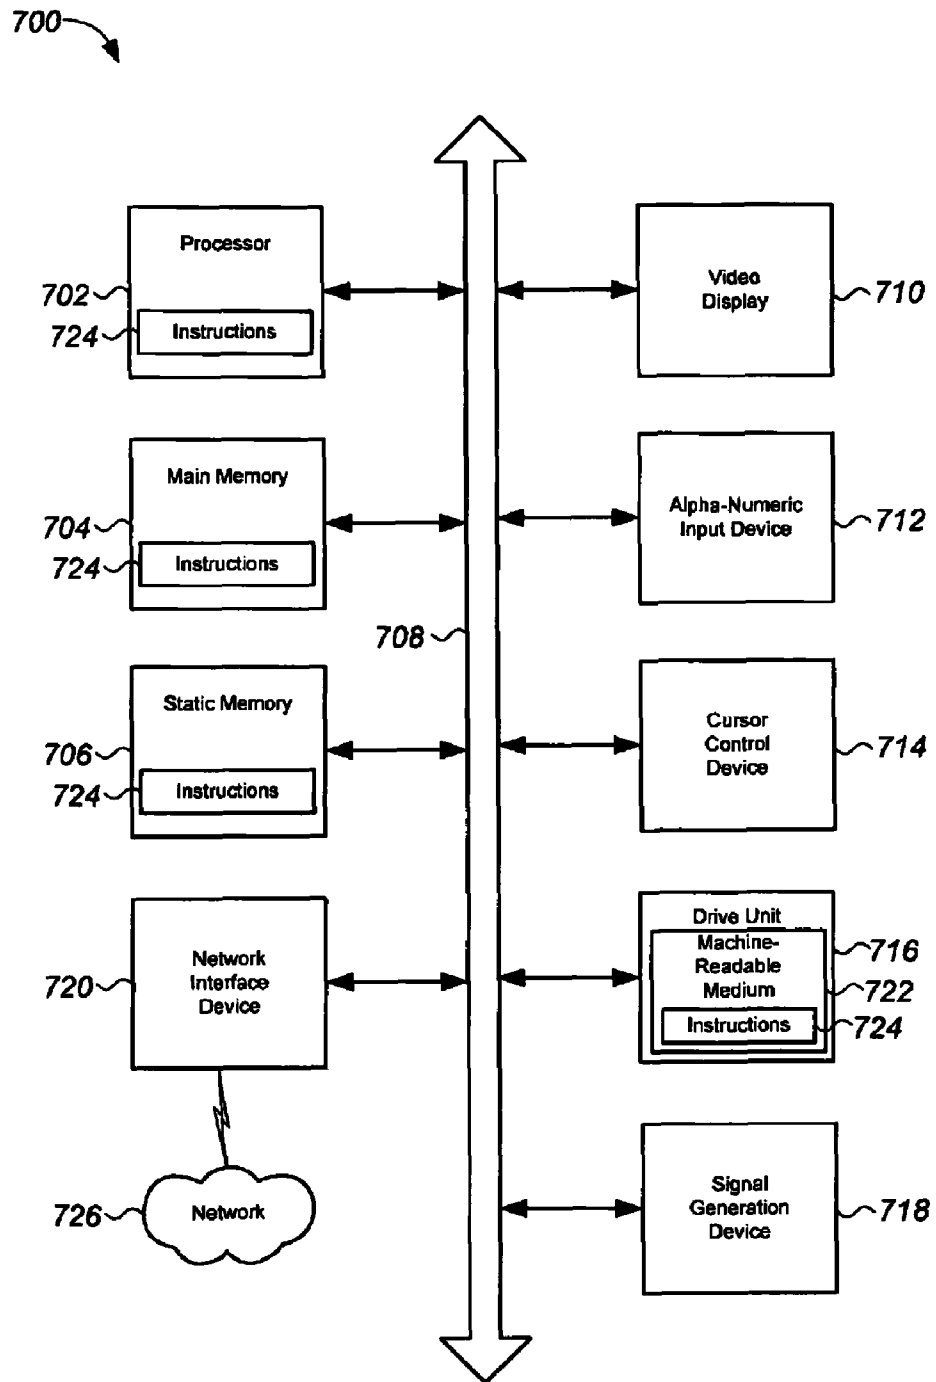 700
Processor
702
724
Instructions
Main Memory
704
724
Instructions
708
Static Memory
706
724
Instructions
Network
Interface
Device
720
726
Network
Video
Display
710
Alpha-Numeric
Input Device
712
Cursor
Control
Device
714
Drive Unit
716
Machine-
Readable
Medium
722
Instructions
724
Signal
Generation
Device
718